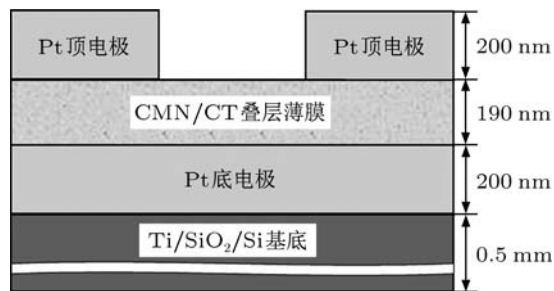 Pt顶电极
Pt顶电极
200 nm
CMN/CT叠层薄膜
190 nm
Pt底电极
200 nm
Ti/SiO₂/Si基底
0.5 mm